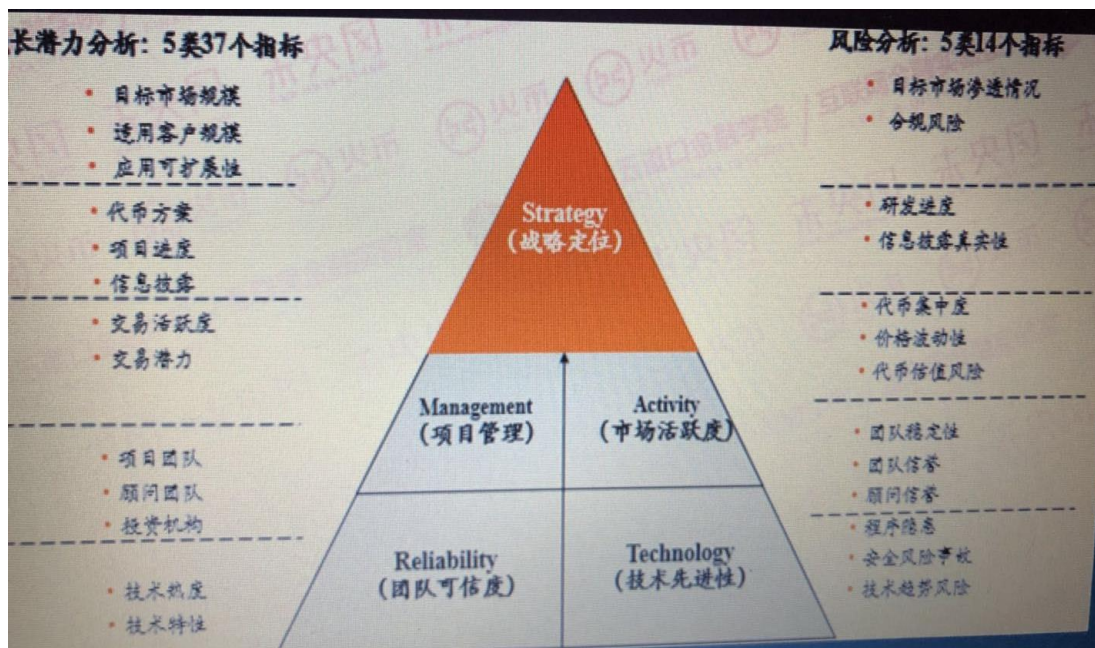 长潜力分析：5类37个指标
• 目标市场规模
• 适用客户规模
• 应用可扩展性
• 代币方案
• 项目进度
• 信息披露
• 交易活跃度
• 交易潜力
• 项目团队
• 顾问团队
• 投资机构
• 技术热度
• 技术特性
Strategy
(战略定位)
Management
(项目管理)
Activity
(市场活跃度)
Reliability
(团队可信度)
Technology
(技术先进性)
风险分析：5类14个指标
• 目标市场渗透情况
• 合规风险
• 研发进度
• 信息披露真实性
• 代币集中度
• 价格波动性
• 代币估值风险
• 团队稳定性
• 团队信誉
• 顾问信誉
• 程序隐患
• 安全风险事故
• 技术趋势风险
火币
火币
火币
火币